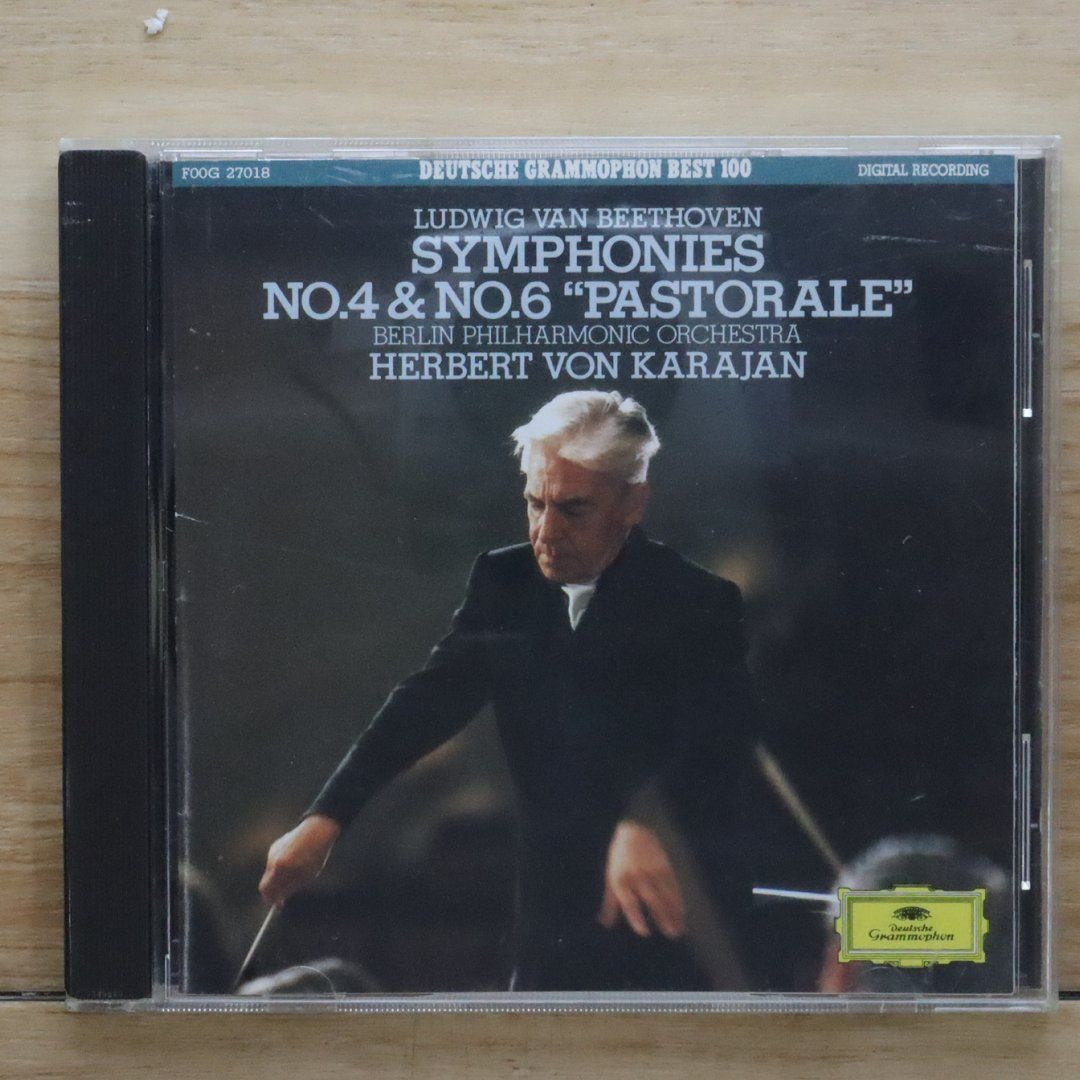 F00G 27018
DEUTSCHE GRAMMOPHON BEST 100
DIGITAL RECORDING
LUDWIG VAN BEETHOVEN
SYMPHONIES
NO.4 & NO.6 “PASTORALE”
BERLIN PHILHARMONIC ORCHESTRA
HERBERT VON KARAJAN
Deutsche
Grammophon